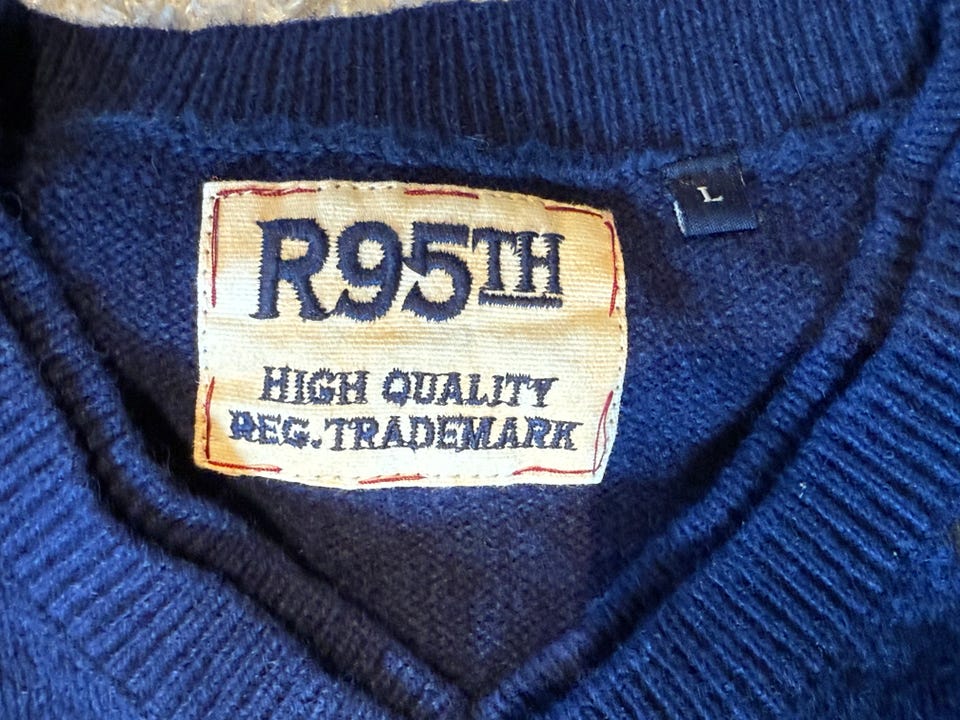 R95TH
HIGH QUALITY
REG.TRADEMARK
L